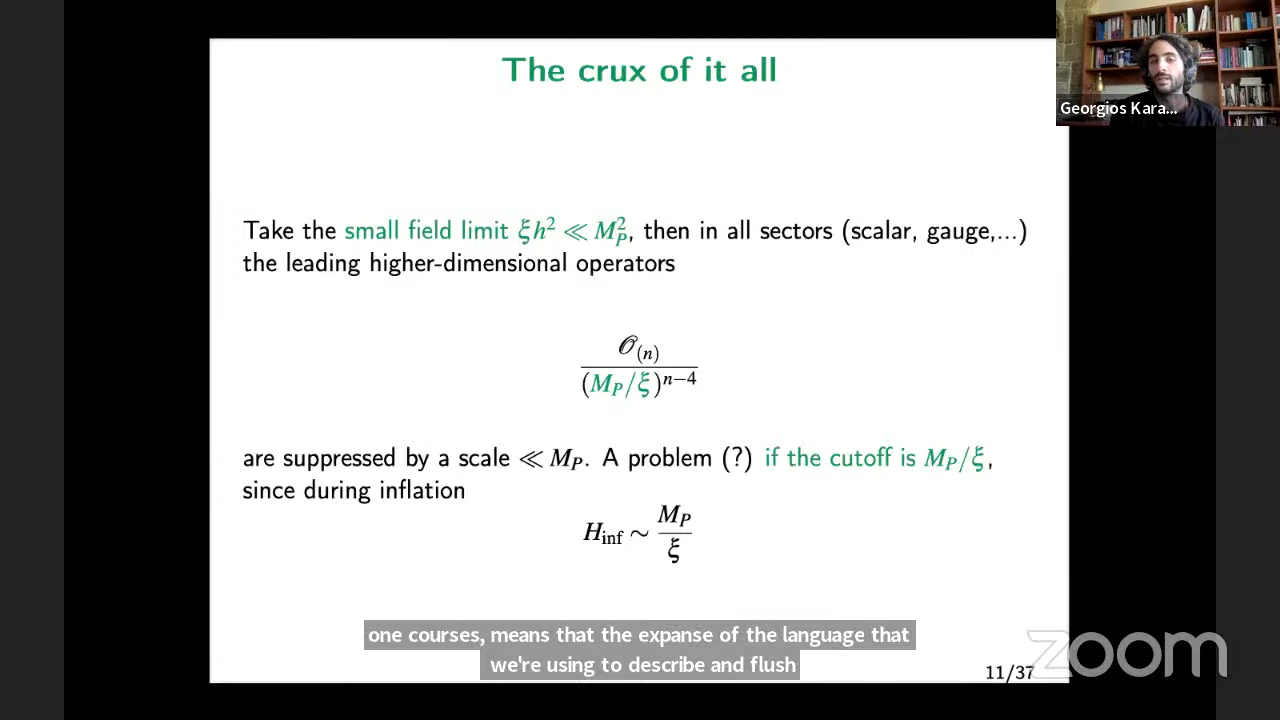 The crux of it all
Georgios Kara...
Take the small field limit ξh² ≪ M_P², then in all sectors (scalar, gauge,...)
the leading higher-dimensional operators
𝒪_(n)
(M_P/ξ)^{n−4}
are suppressed by a scale ≪ M_P. A problem (?) if the cutoff is M_P/ξ,
since during inflation
H_inf ∼ M_P/ξ
one courses, means that the expanse of the language that
we're using to describe and flush
11/37
zoom